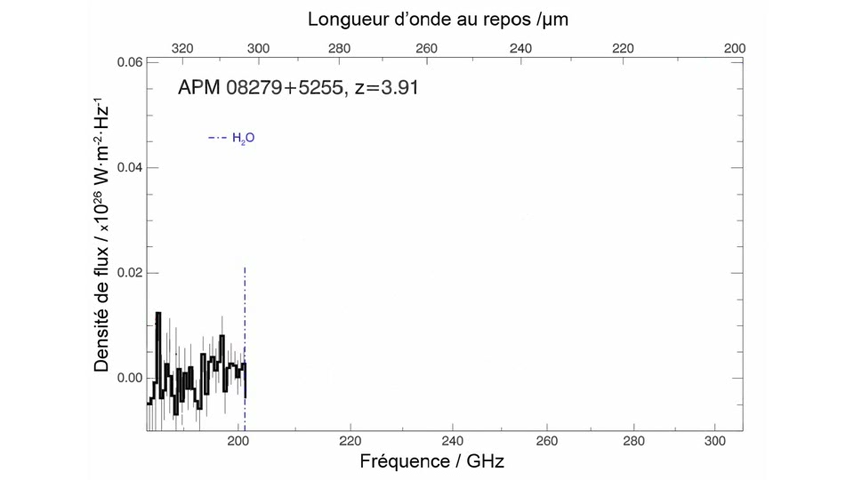 Longueur d'onde au repos /μm
320 300 280 260 240 220 200
APM 08279+5255, z=3.91
H₂O
0.06
0.04
0.02
0.00
Densité de flux / ₓ10²⁶ W·m⁻²·Hz⁻¹
200 220 240 260 280 300
Fréquence / GHz